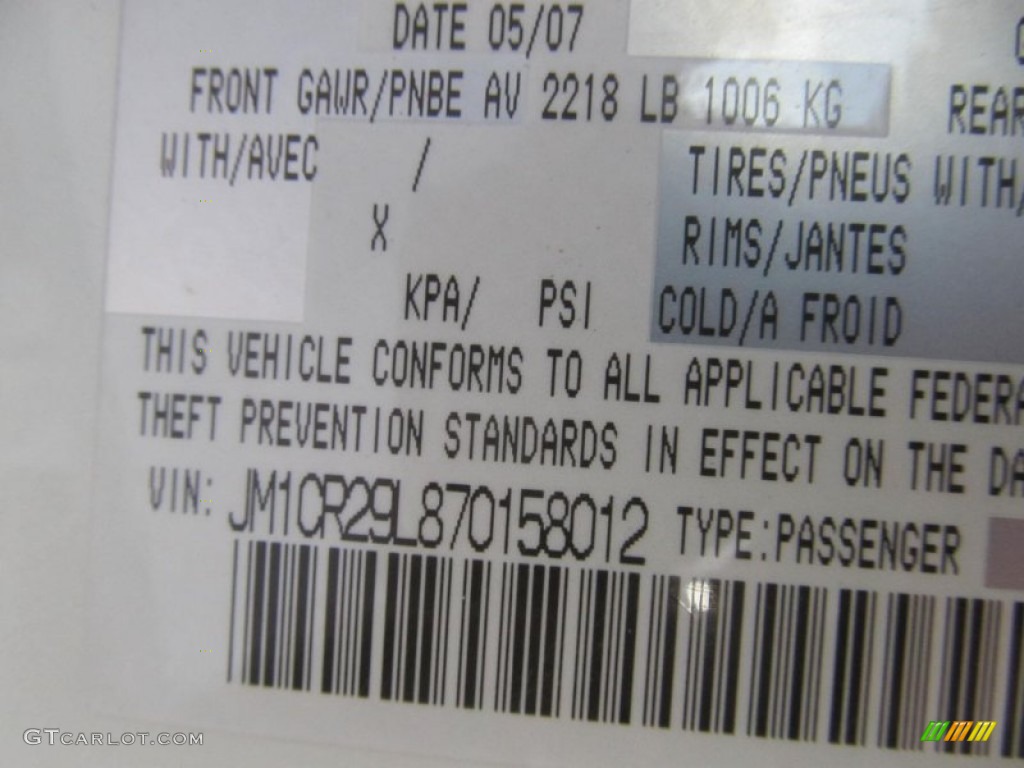 DATE 05/07
FRONT GAWR/PNBE AV 2218 LB 1006 KG REAR
WITH/AVEC / TIRES/PNEUS WITH/
X RIMS/JANTES
KPA/ PSI COLD/A FROID
THIS VEHICLE CONFORMS TO ALL APPLICABLE FEDERA
THEFT PREVENTION STANDARDS IN EFFECT ON THE DA
VIN: JM1CR29L870158012 TYPE:PASSENGER
GTCARLOT.COM